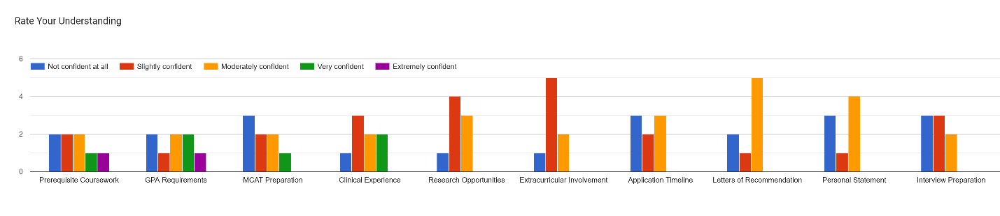 Rate Your Understanding
6
Not confident at all Slightly confident Moderately confident Very confident Extremely confident
4
2
0
Prerequisite Coursework GPA Requirements MCAT Preparation Clinical Experience Research Opportunities Extracurricular Involvement Application Timeline Letters of Recommendation Personal Statement Interview Preparation